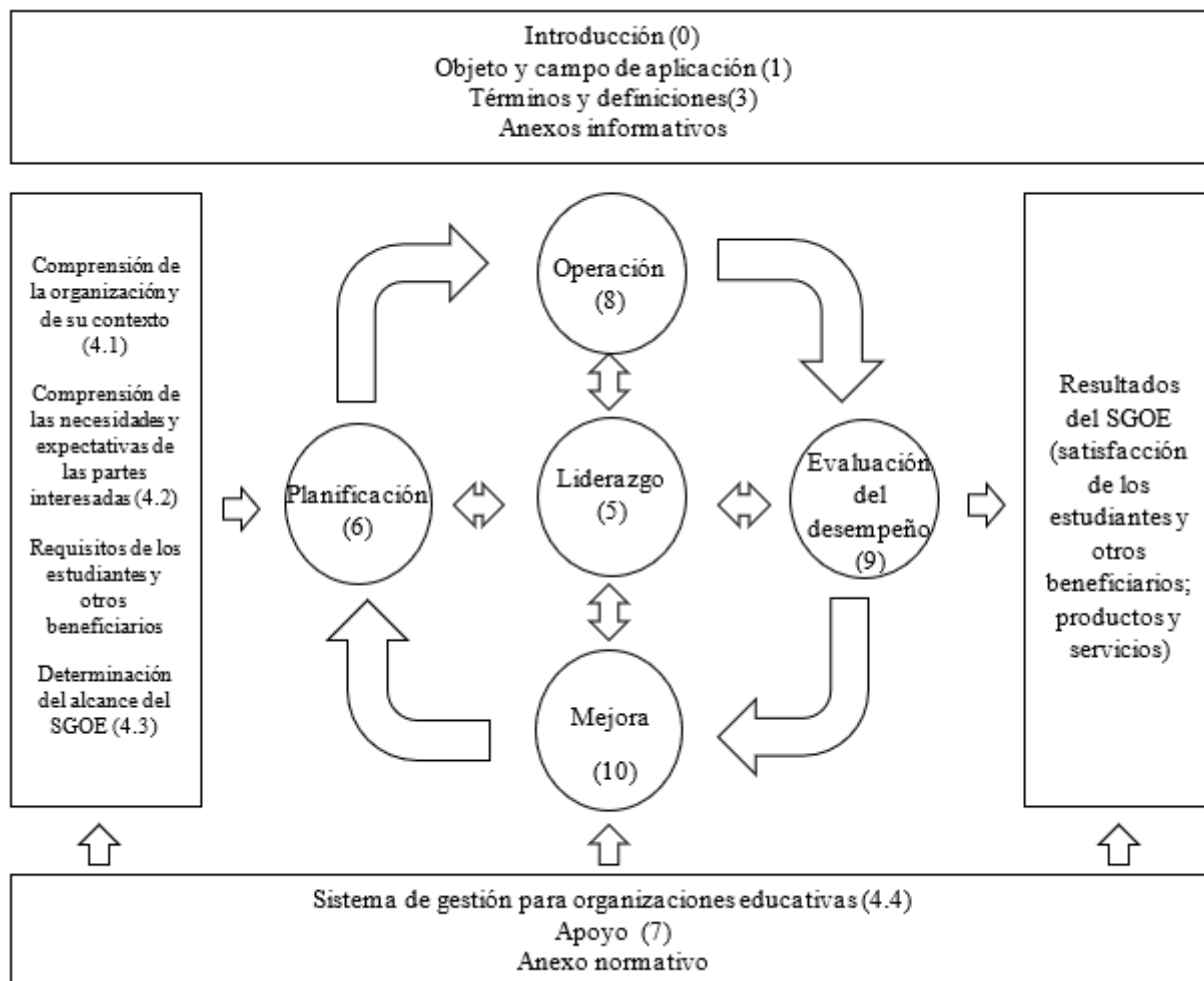 Introducción (0)
Objeto y campo de aplicación (1)
Términos y definiciones(3)
Anexos informativos
Comprensión de
la organización y
de su contexto
(4.1)
Comprensión de
las necesidades y
expectativas de
las partes
interesadas (4.2)
Requisitos de los
estudiantes y
otros
beneficiarios
Determinación
del alcance del
SGOE (4.3)
Operación
(8)
Planificación
(6)
Liderazgo
(5)
Evaluación
del
desempeño
(9)
Mejora
(10)
Resultados
del SGOE
(satisfacción
de los
estudiantes y
otros
beneficiarios;
productos y
servicios)
Sistema de gestión para organizaciones educativas (4.4)
Apoyo (7)
Anexo normativo